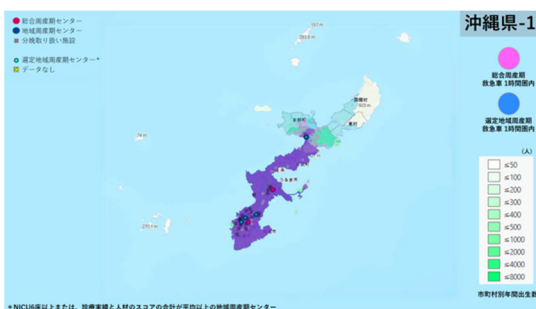 沖縄県-1
総合周産期センター
地域周産期センター
分娩取り扱い施設
選定地域周産期センター*
データなし
総合周産期
救急車 1時間圏内
選定地域周産期
救急車 1時間圏内
(人)
≤50
≤100
≤200
≤300
≤400
≤500
≤1000
≤2000
≤4000
≤8000
市町村別年間出生数
国頭村
東村
* NICU6床以上または、診療実績と人材のスコアの合計が平均以上の地域周産期センター